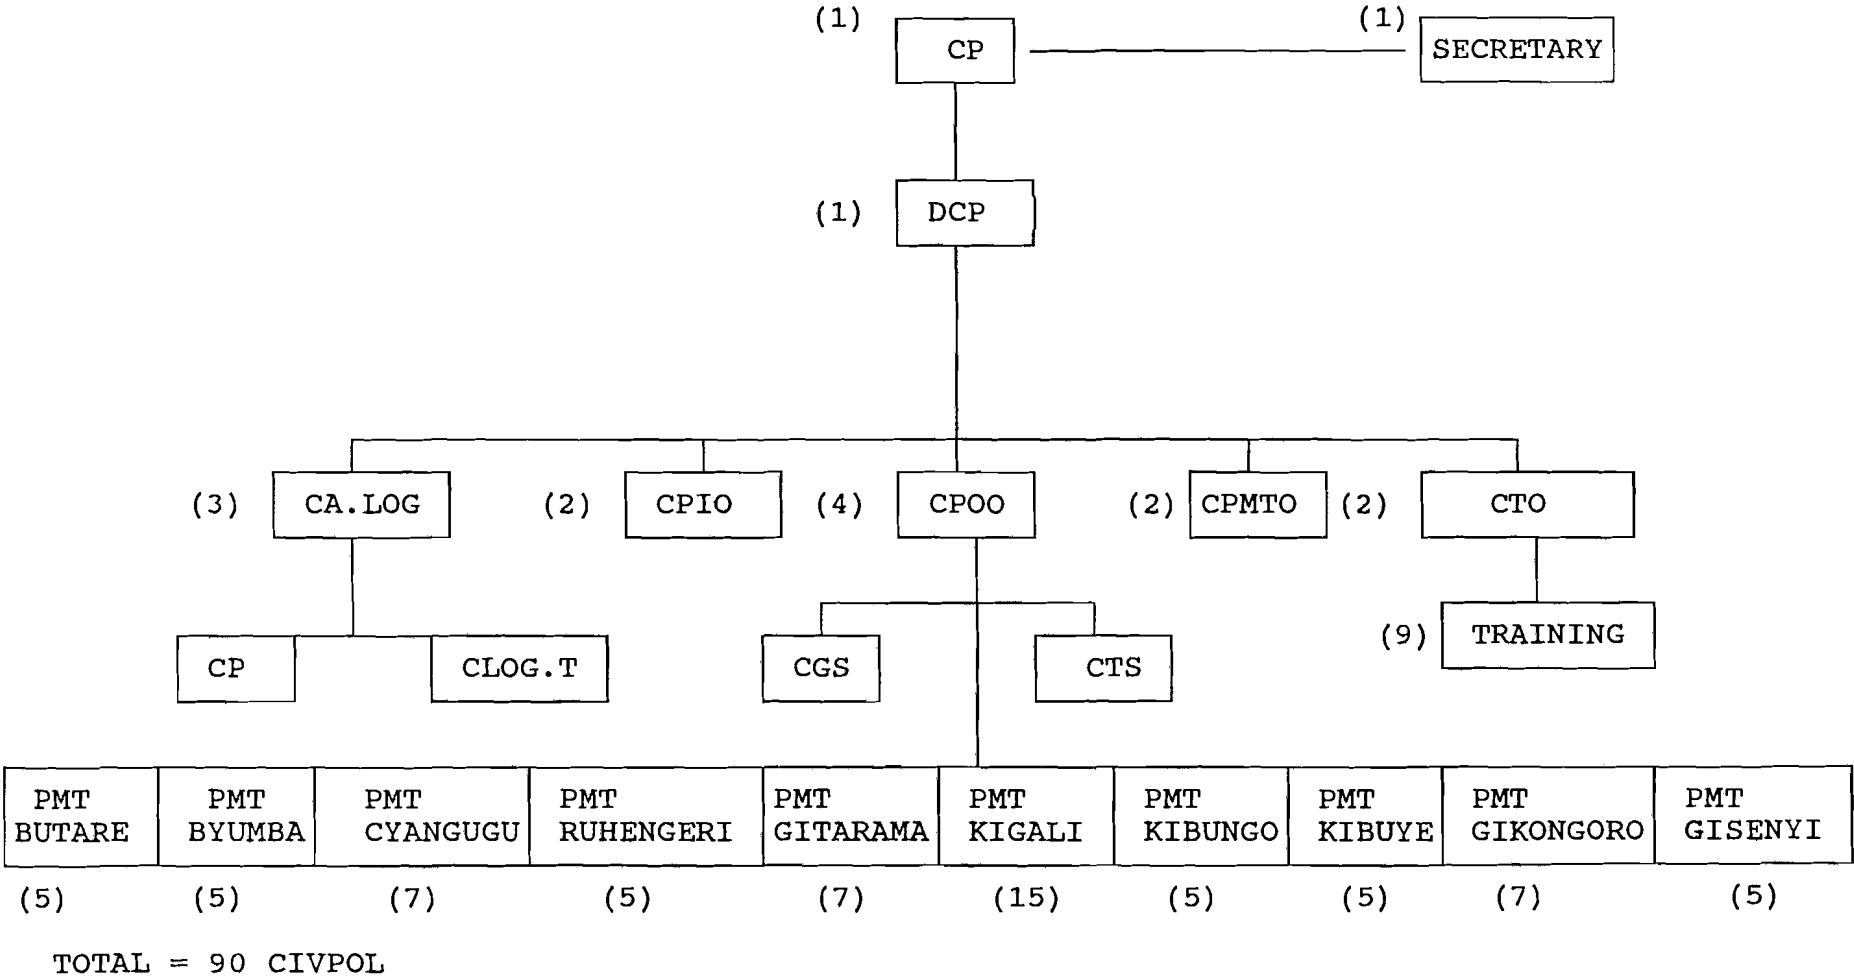 (1) CP (1) SECRETARY
(1) DCP
(3) CA.LOG (2) CPIO (4) CPOO (2) CPMTO (2) CTO
(9) TRAINING
CP CLOG.T CGS CTS
PMT PMT PMT PMT PMT PMT PMT PMT PMT PMT
BUTARE BYUMBA CYANGUGU RUHENGERI GITARAMA KIGALI KIBUNGO KIBUYE GIKONGORO GISENYI
(5) (5) (7) (5) (7) (15) (5) (5) (7) (5)
TOTAL = 90 CIVPOL